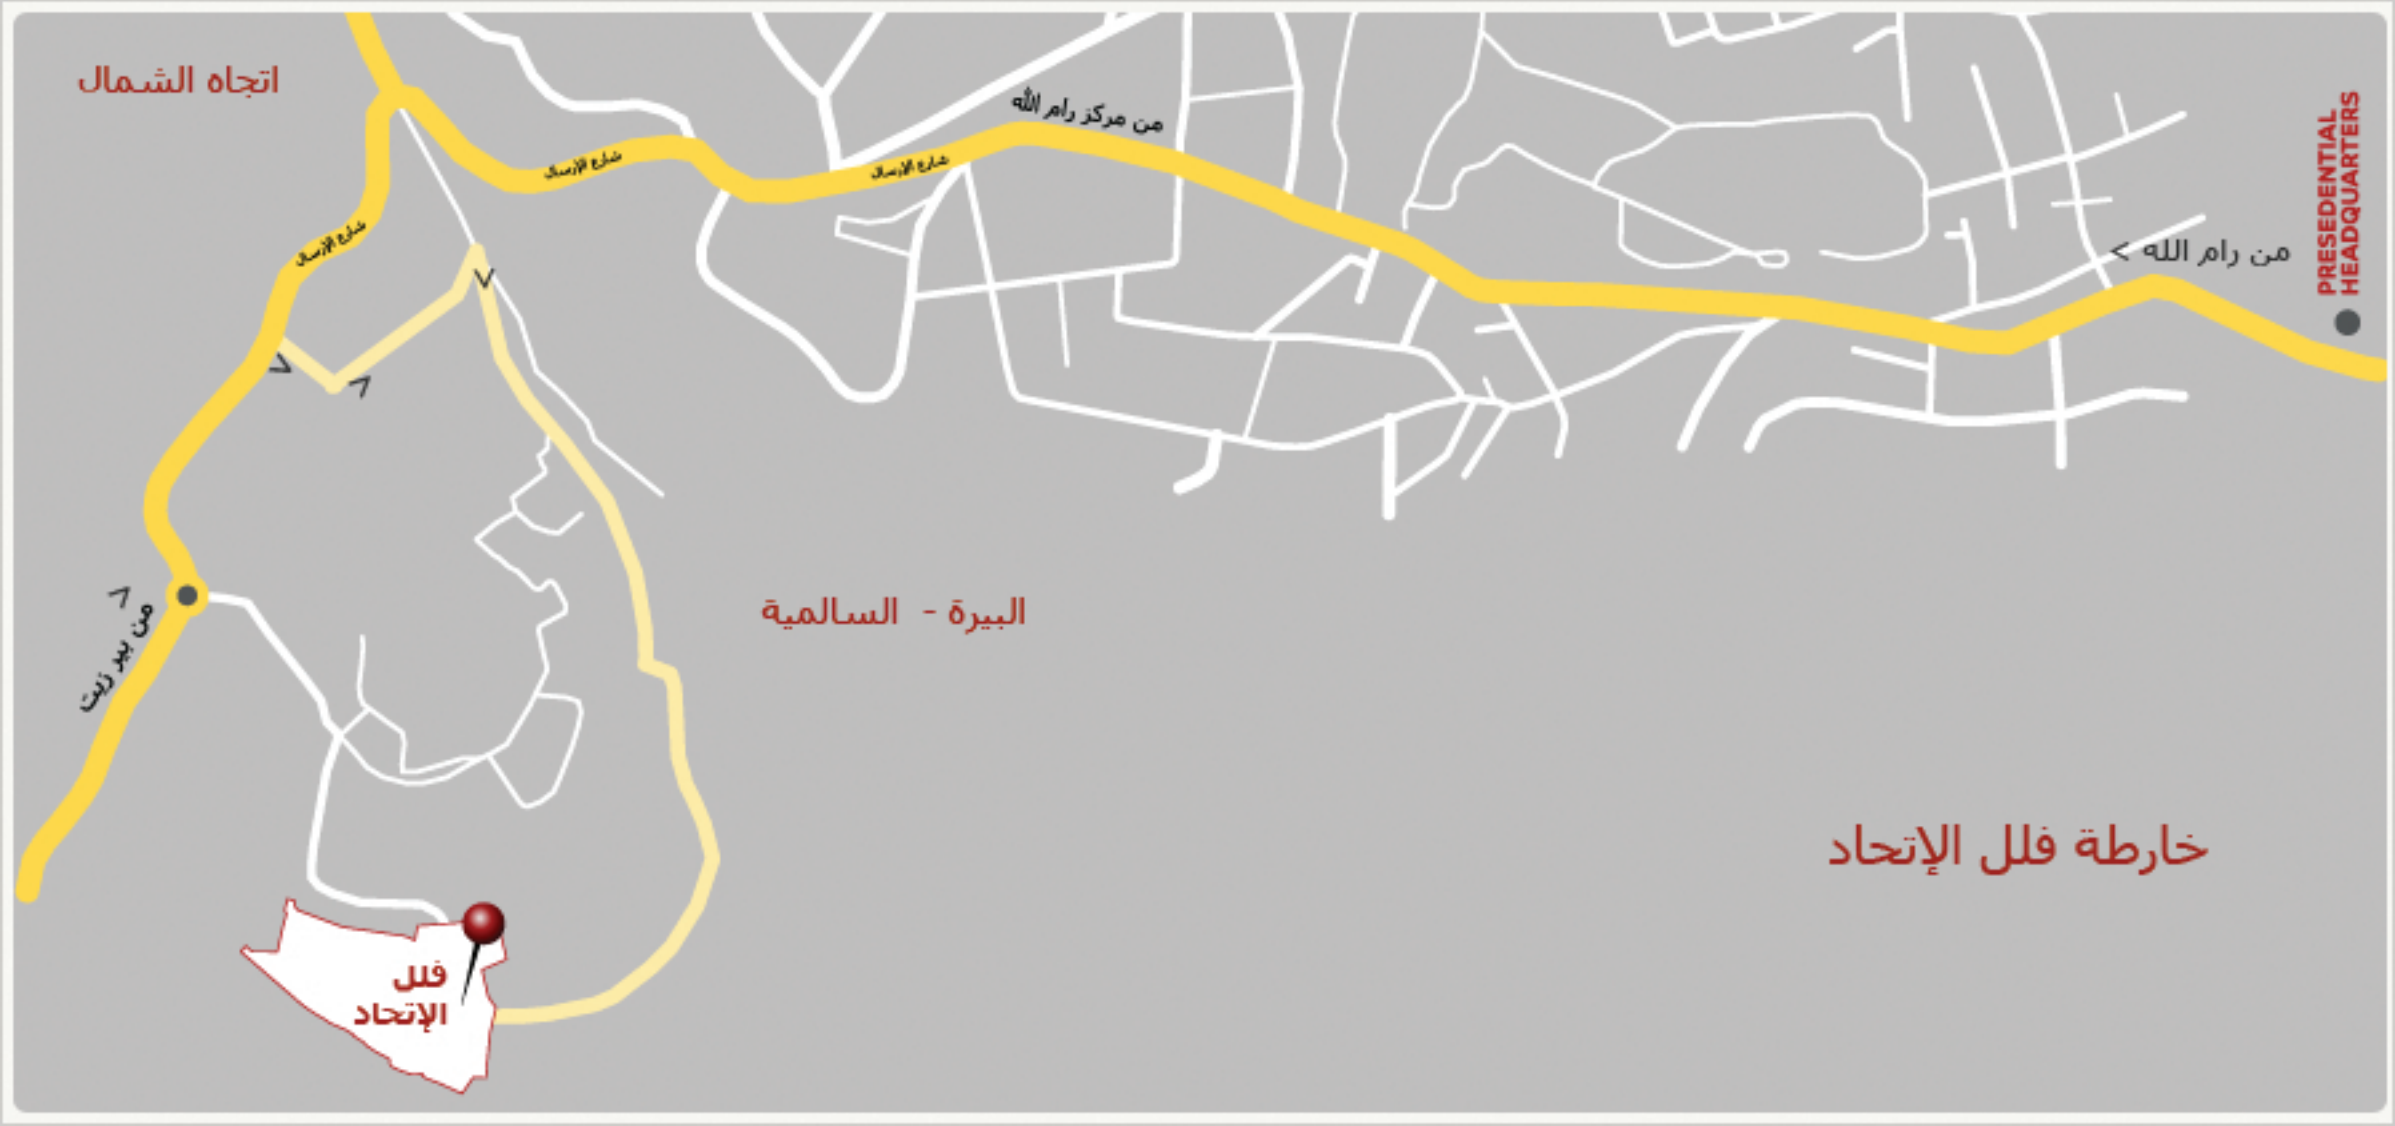 اتجاه الشمال
من مركز رام الله
شارع الإرسال
شارع الإرسال
شارع الإرسال
PRESEDENTIAL
HEADQUARTERS
من رام الله >
من بير زيت >
البيرة - السالمية
خارطة فلل الإتحاد
فلل
الإتحاد